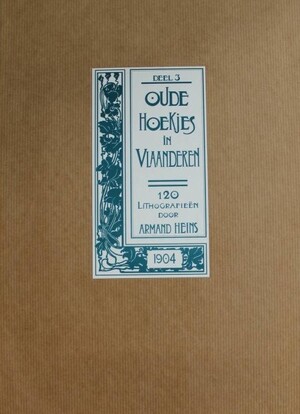 DEEL 3
OUDE
HOEKJES
IN
VLAANDEREN
120
LITHOGRAFIEËN
DOOR
ARMAND HEINS
1904